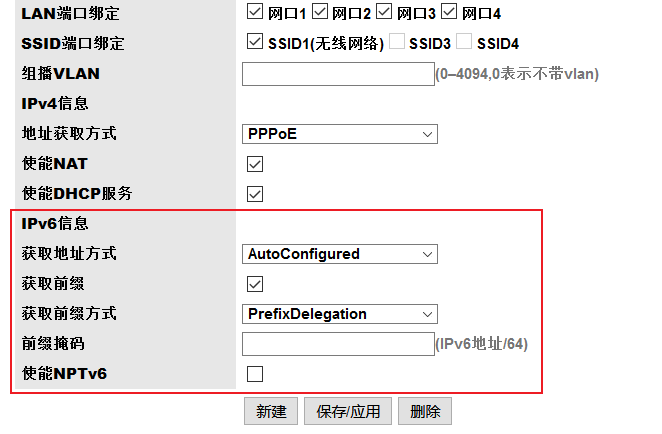 LAN端口绑定 网口1 网口2 网口3 网口4
SSID端口绑定 SSID1(无线网络) SSID3 SSID4
组播VLAN (0–4094,0表示不带vlan)
IPv4信息
地址获取方式 PPPoE
使能NAT
使能DHCP服务
IPv6信息
获取地址方式 AutoConfigured
获取前缀
获取前缀方式 PrefixDelegation
前缀掩码 (IPv6地址/64)
使能NPTv6
新建 保存/应用 删除